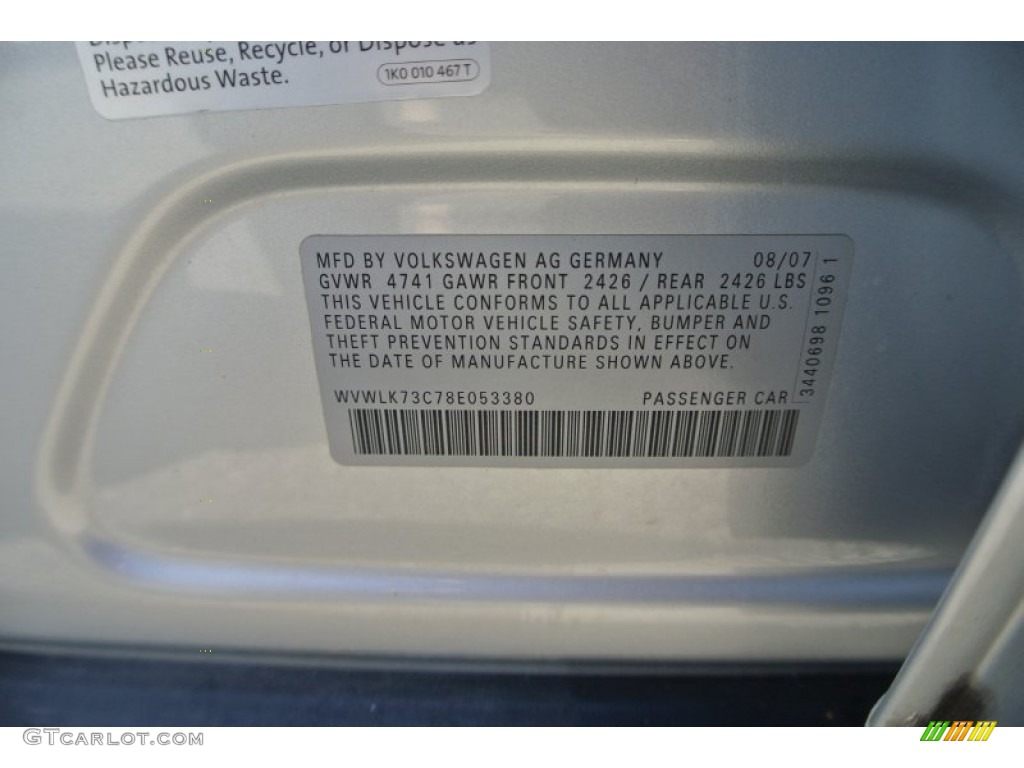 Please Reuse, Recycle, or Dispose as
Hazardous Waste.
1K0 010 467 T
MFD BY VOLKSWAGEN AG GERMANY 08/07
GVWR 4741 GAWR FRONT 2426 / REAR 2426 LBS
THIS VEHICLE CONFORMS TO ALL APPLICABLE U.S.
FEDERAL MOTOR VEHICLE SAFETY, BUMPER AND
THEFT PREVENTION STANDARDS IN EFFECT ON
THE DATE OF MANUFACTURE SHOWN ABOVE.
WVWLK73C78E053380 PASSENGER CAR
3440698 1096 1
GTCarLot.com